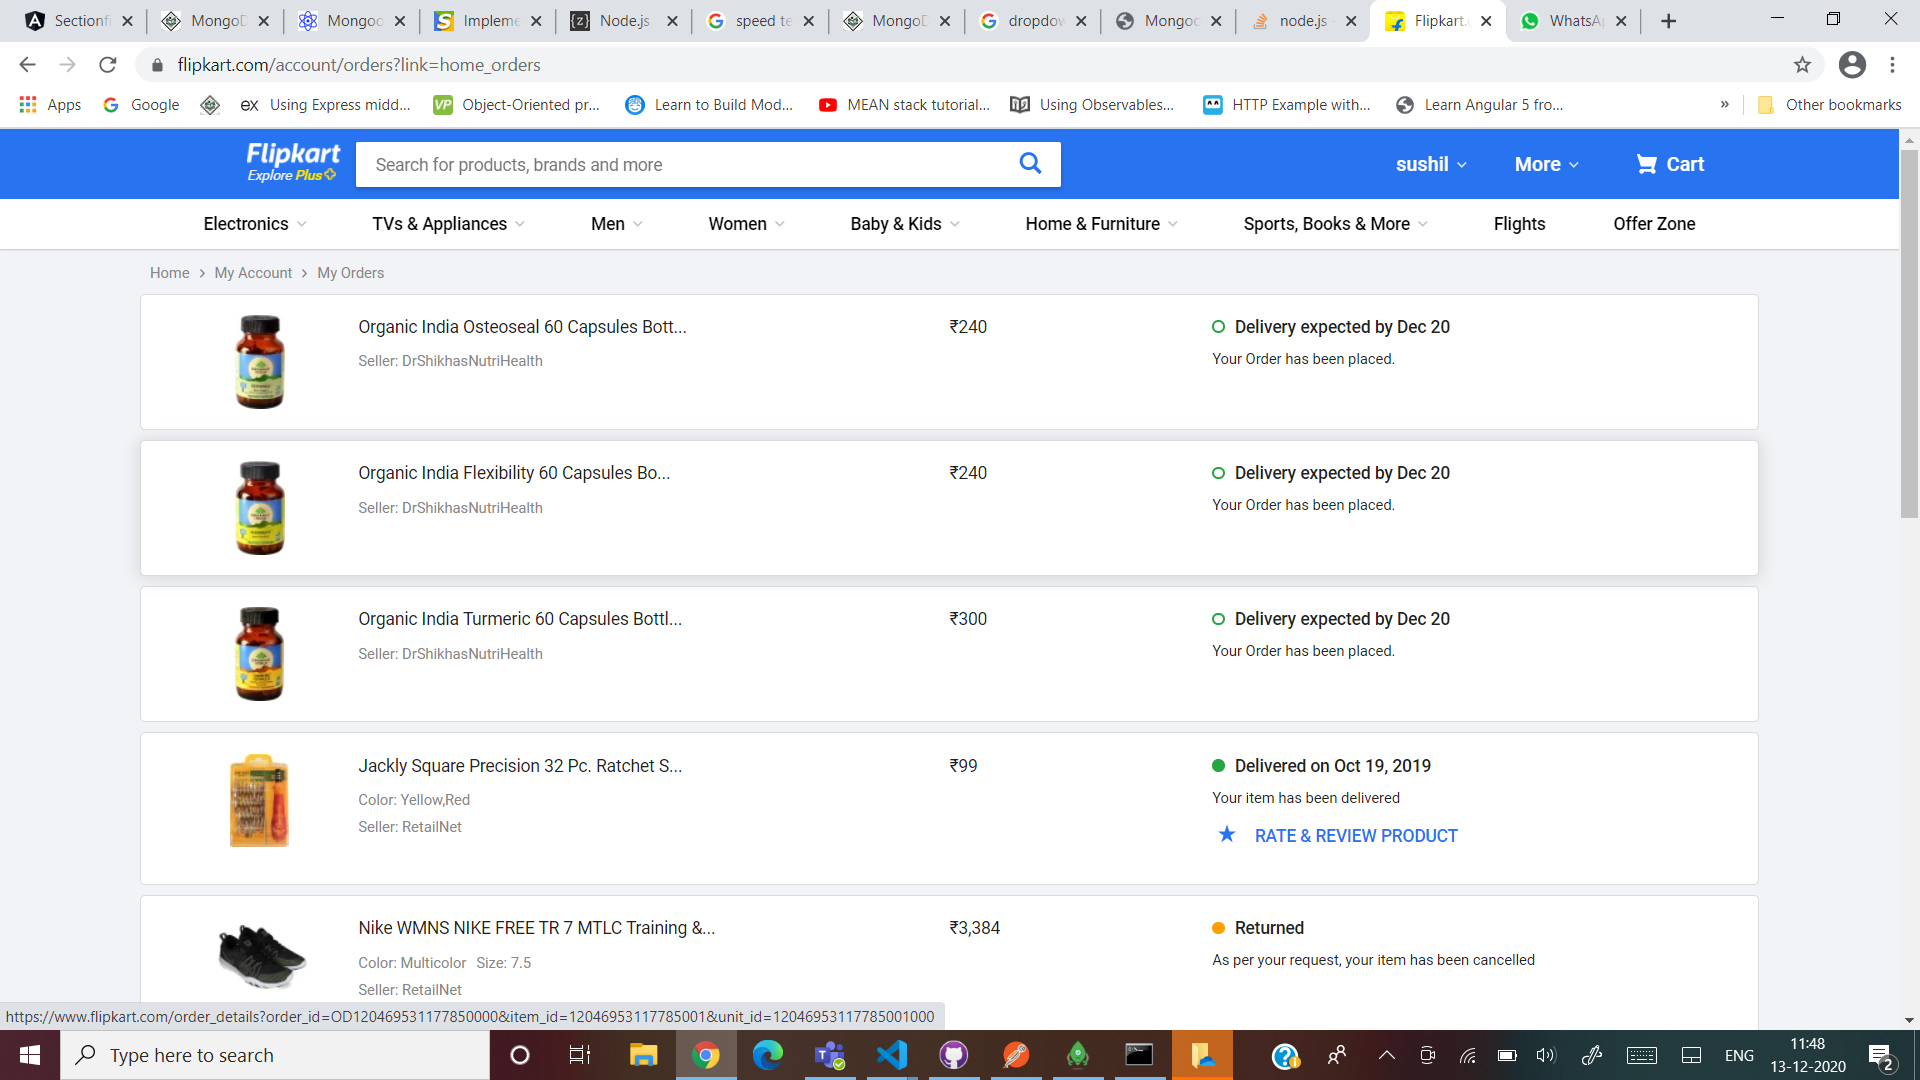 Sectionfi
MongoD
Mongoo
Impleme
Node.js
speed te
MongoD
dropdow
Mongoo
node.js -
Flipkart.
WhatsAp
flipkart.com/account/orders?link=home_orders
Apps
Google
Using Express midd...
Object-Oriented pr...
Learn to Build Mod...
MEAN stack tutorial...
Using Observables...
HTTP Example with...
Learn Angular 5 fro...
»
Other bookmarks
Flipkart
Explore Plus
Search for products, brands and more
sushil
More
Cart
Electronics
TVs & Appliances
Men
Women
Baby & Kids
Home & Furniture
Sports, Books & More
Flights
Offer Zone
Home > My Account > My Orders
Organic India Osteoseal 60 Capsules Bott...
₹240
Delivery expected by Dec 20
Seller: DrShikhasNutriHealth
Your Order has been placed.
Organic India Flexibility 60 Capsules Bo...
₹240
Delivery expected by Dec 20
Seller: DrShikhasNutriHealth
Your Order has been placed.
Organic India Turmeric 60 Capsules Bottl...
₹300
Delivery expected by Dec 20
Seller: DrShikhasNutriHealth
Your Order has been placed.
Jackly Square Precision 32 Pc. Ratchet S...
₹99
Delivered on Oct 19, 2019
Color: Yellow,Red
Your item has been delivered
Seller: RetailNet
RATE & REVIEW PRODUCT
Nike WMNS NIKE FREE TR 7 MTLC Training &...
₹3,384
Returned
Color: Multicolor Size: 7.5
As per your request, your item has been cancelled
Seller: RetailNet
https://www.flipkart.com/order_details?order_id=OD120469531177850000&item_id=12046953117785001&unit_id=12046953117785001000
Type here to search
ENG
11:48
13-12-2020
2